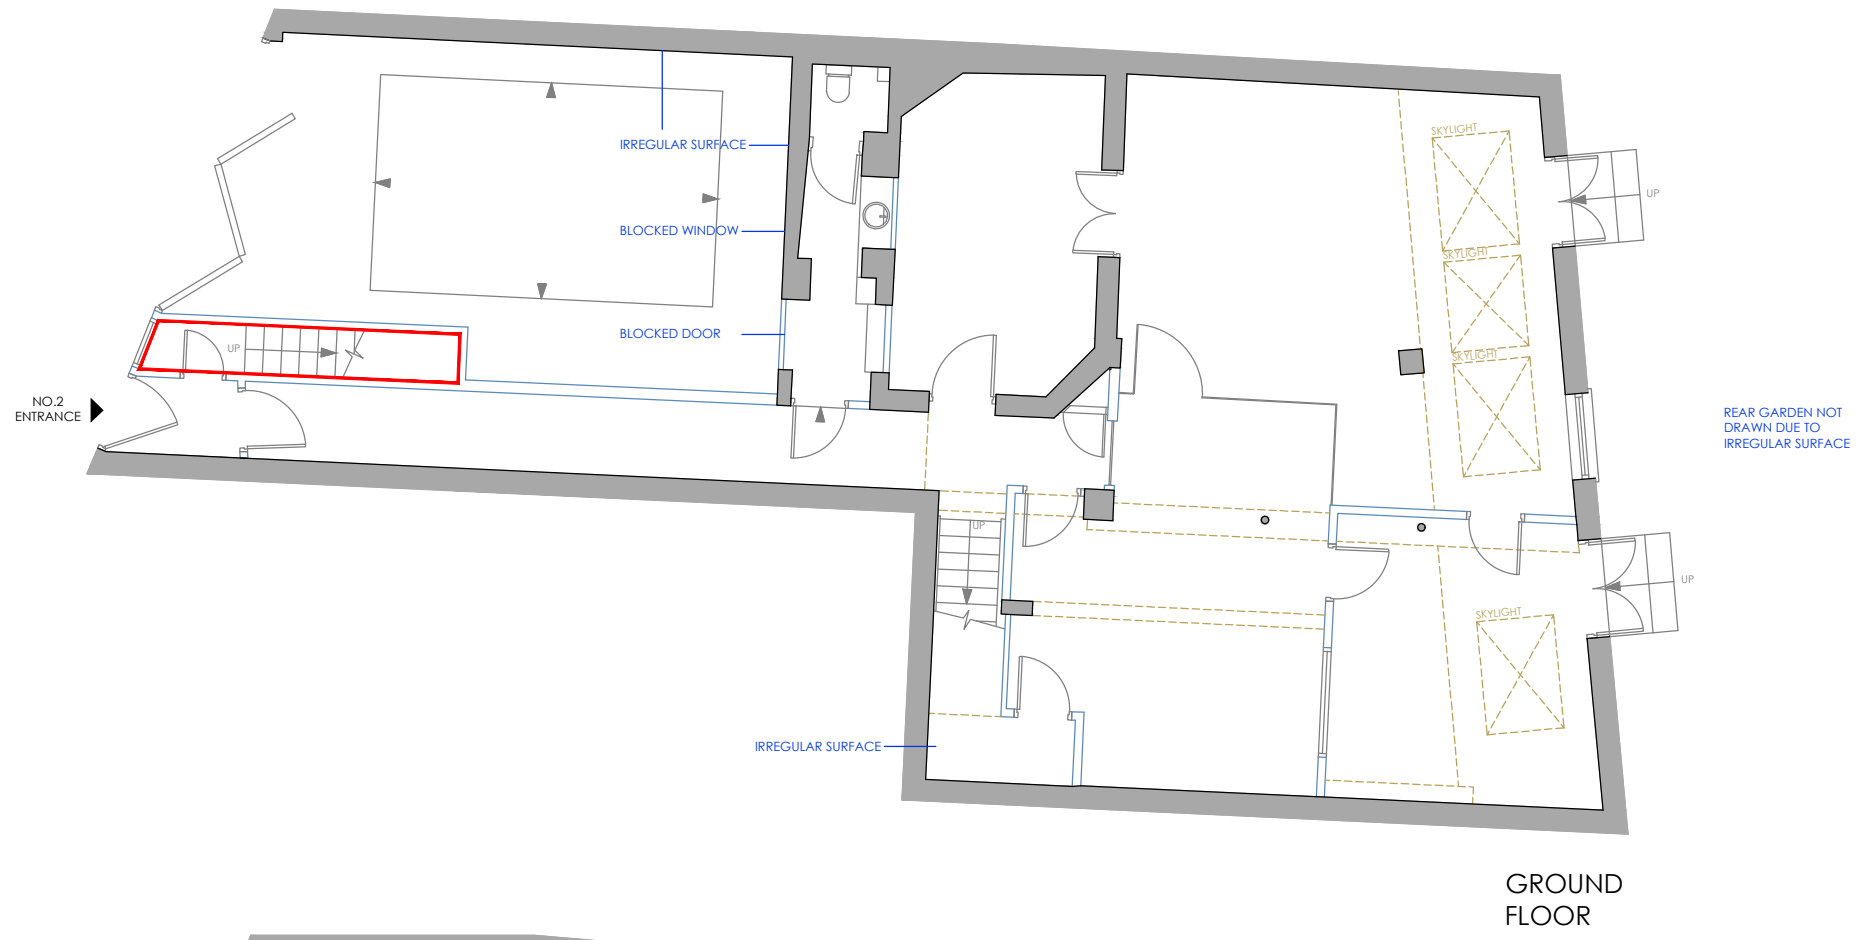 SKYLIGHT
IRREGULAR SURFACE
UP
BLOCKED WINDOW
SKYLIGHT
BLOCKED DOOR
UP
SKYLIGHT
NO.2
ENTRANCE
REAR GARDEN NOT
DRAWN DUE TO
IRREGULAR SURFACE
UP
UP
SKYLIGHT
IRREGULAR SURFACE
GROUND
FLOOR